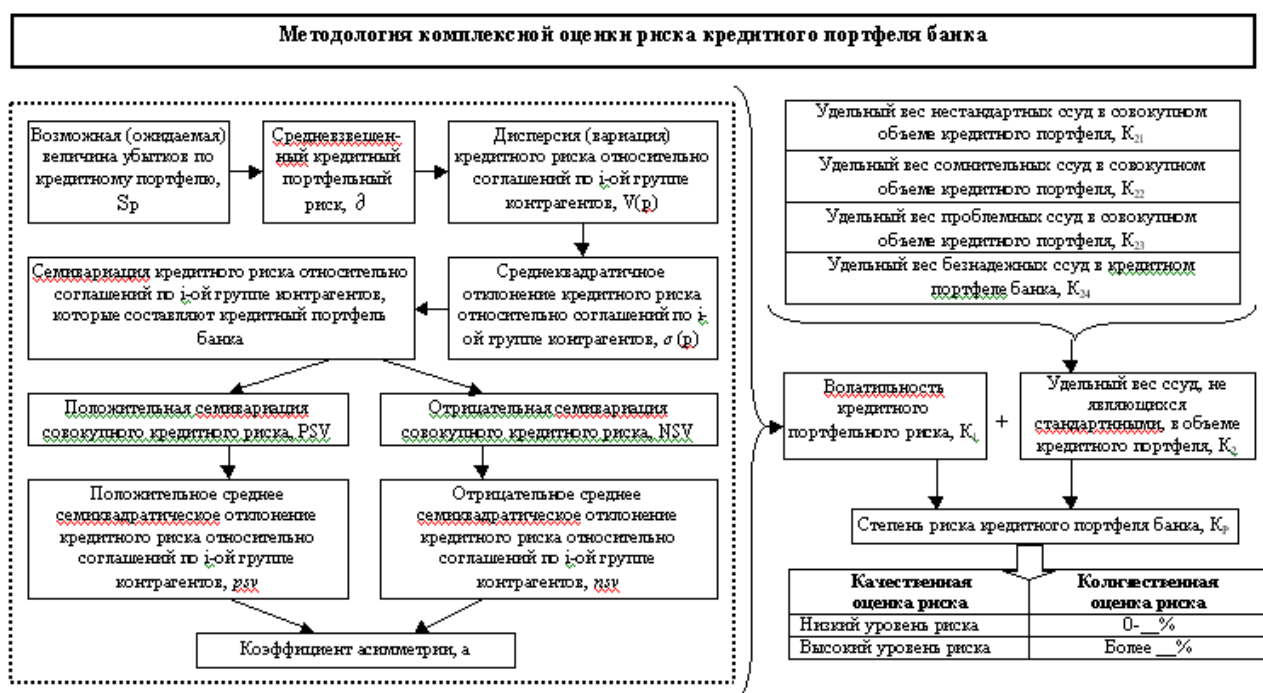 Методология комплексной оценки риска кредитного портфеля банка
Возможная (ожидаемая)
величина убытков по
кредитному портфелю,
Sp
Средневзвешен-
ный кредитный
портфельный
риск, ∂
Дисперсия (вариация)
кредитного риска относительно
соглашений по i-ой группе
контрагентов, V(p)
Семивариация кредитного риска относительно
соглашений по i-ой группе контрагентов,
которые составляют кредитный портфель
банка
Среднеквадратичное
отклонение кредитного риска
относительно соглашений по i-
ой группе контрагентов, σ (p)
Положительная семивариация
совокупного кредитного риска, PSV
Отрицательная семивариация
совокупного кредитного риска, NSV
Положительное среднее
семиквадратическое отклонение
кредитного риска относительно
соглашений по i-ой группе
контрагентов, psv
Отрицательное среднее
семиквадратическое отклонение
кредитного риска относительно
соглашений по i-ой группе
контрагентов, nsv
Коэффициент асимметрии, а
Удельный вес нестандартных ссуд в совокупном
объеме кредитного портфеля, К21
Удельный вес сомнительных ссуд в совокупном
объеме кредитного портфеля, К22
Удельный вес проблемных ссуд в совокупном
объеме кредитного портфеля, К23
Удельный вес безнадежных ссуд в кредитном
портфеле банка, К24
Волатильность
кредитного
портфельного риска, К1
+
Удельный вес ссуд, не
являющихся
стандартнными, в объеме
кредитного портфеля, К2
Степень риска кредитного портфеля банка, Кр
Качественная
оценка риска
Количественная
оценка риска
Низкий уровень риска
0-__%
Высокий уровень риска
Более __%